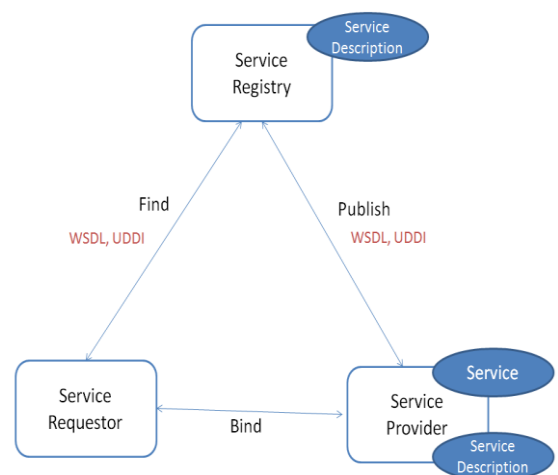 Service
Description
Service
Registry
Find
WSDL, UDDI
Publish
WSDL, UDDI
Service
Requestor
Bind
Service
Service
Provider
Service
Description